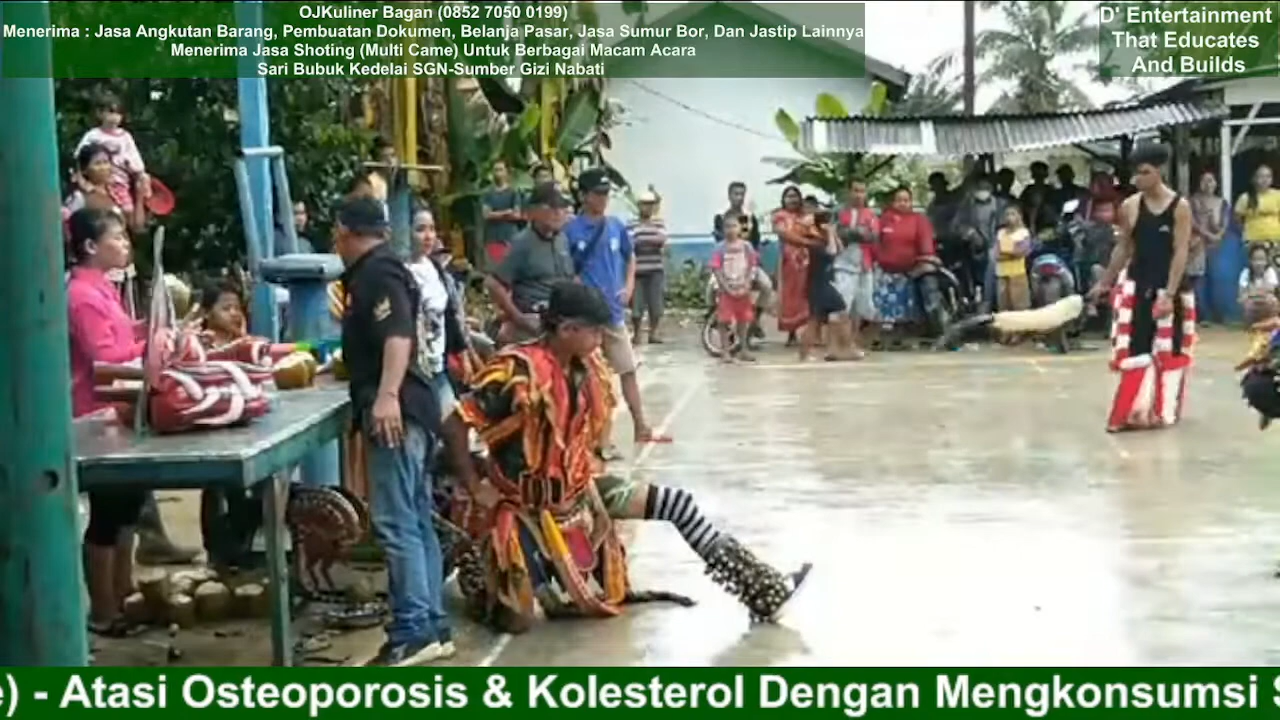 OJKuliner Bagan (0852 7050 0199)
Menerima : Jasa Angkutan Barang, Pembuatan Dokumen, Belanja Pasar, Jasa Sumur Bor, Dan Jastip Lainnya
Menerima Jasa Shoting (Multi Came) Untuk Berbagai Macam Acara
Sari Bubuk Kedelai SGN-Sumber Gizi Nabati
D' Entertainment
That Educates
And Builds
e) - Atasi Osteoporosis & Kolesterol Dengan Mengkonsumsi S